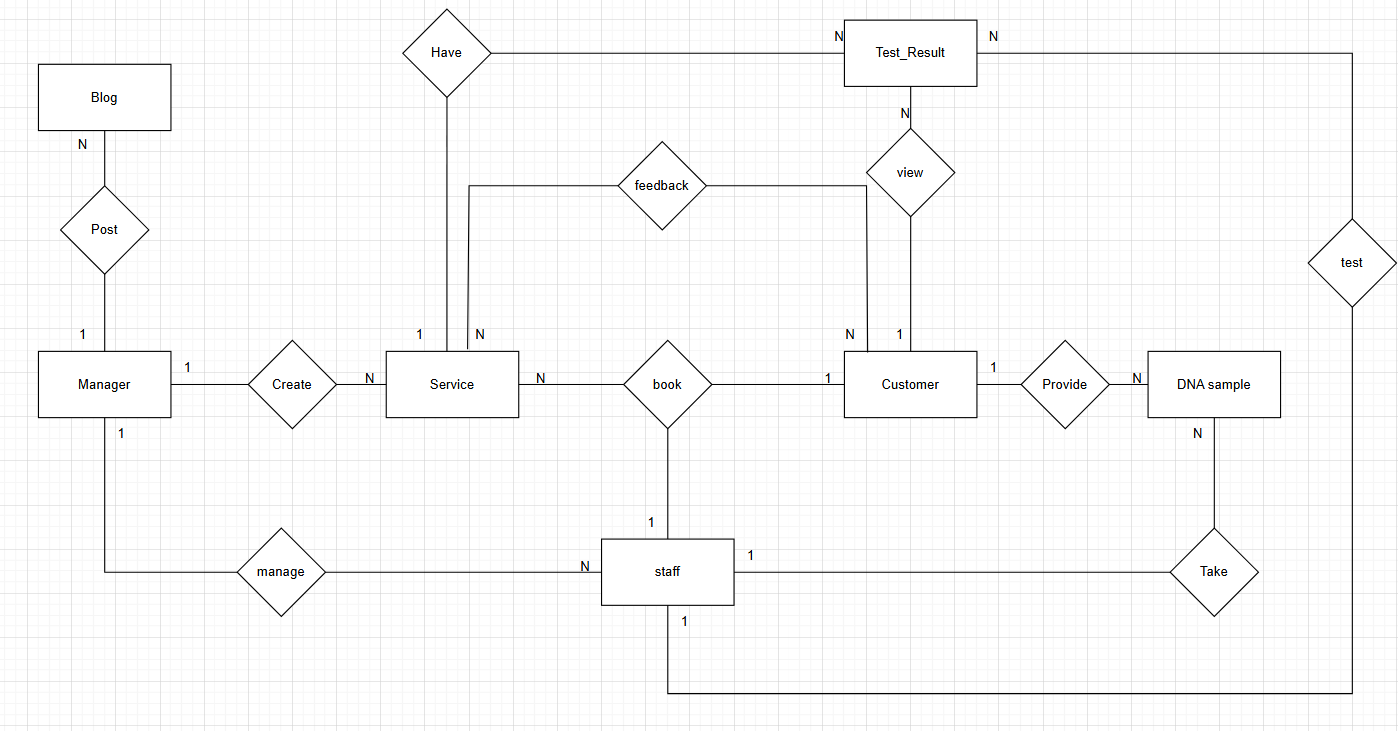 Have
N
Test_Result
N
Blog
N
N
view
feedback
Post
test
1
1
N
N
1
Manager
1
Create
N
Service
N
book
1
Customer
1
Provide
N
DNA sample
1
N
1
manage
N
staff
1
Take
1